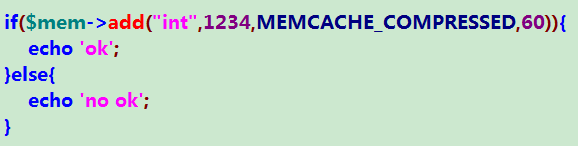 if($mem->add("int",1234,MEMCACHE_COMPRESSED,60)){
echo 'ok';
}else{
echo 'no ok';
}